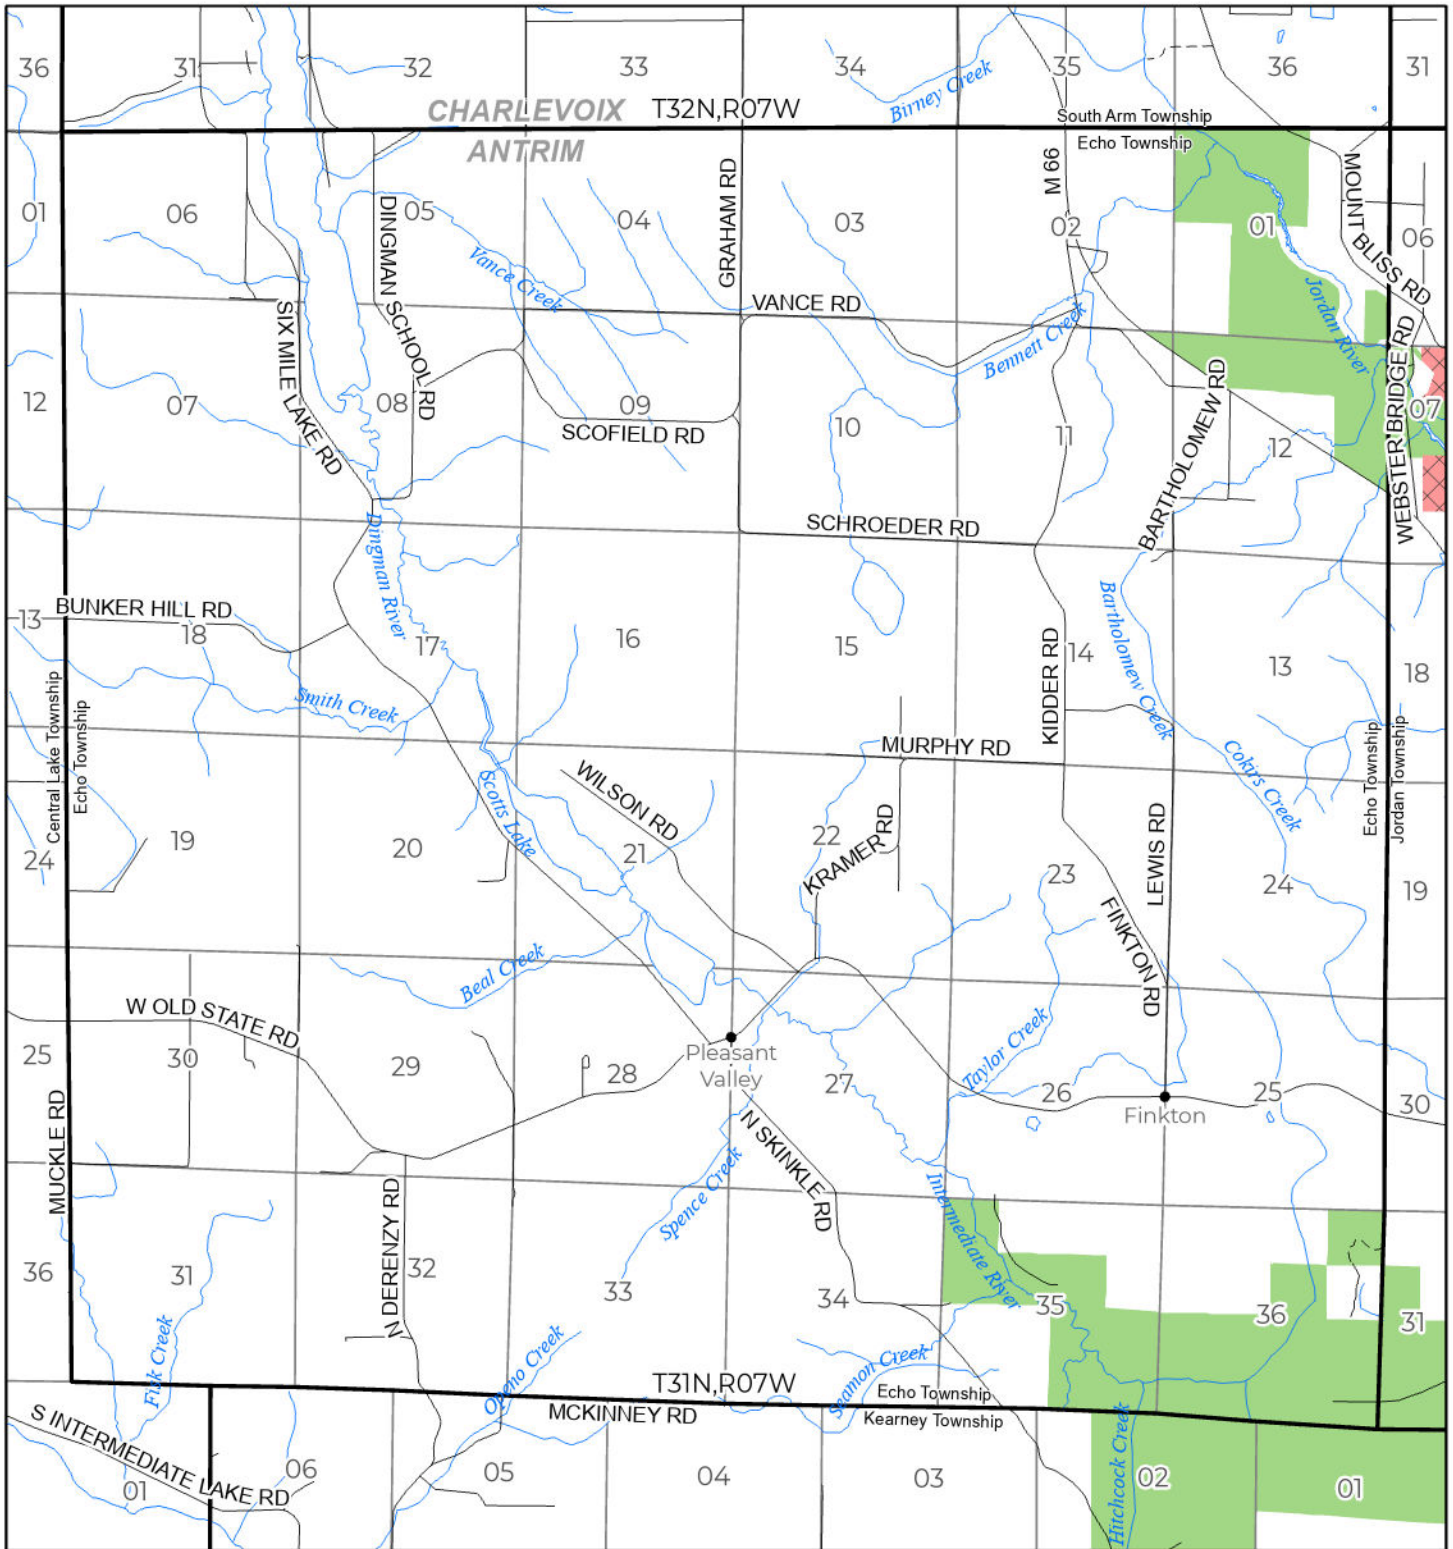 36
31
32
33
34
35
36
31
Birney Creek
CHARLEVOIX
T32N,R07W
South Arm Township
Echo Township
ANTRIM
M 66
GRAHAM RD
MOUNT BLISS RD
01
06
05
04
03
02
01
06
DINGMAN SCHOOL RD
Vance Creek
Jordan River
SIX MILE LAKE RD
VANCE RD
Bennett Creek
WEBSTER BRIDGE RD
12
07
08
09
10
11
12
07
SCOFIELD RD
BARTHOLOMEW RD
SCHROEDER RD
Dingman River
BUNKER HILL RD
13
18
17
16
15
14
13
18
Bartholomew Creek
KIDDER RD
Smith Creek
Central Lake Township
Echo Township
Echo Township
Jordan Township
MURPHY RD
Cokirs Creek
WILSON RD
Scotts Lake
24
19
20
21
22
23
24
19
KRAMER RD
LEWIS RD
FINKTON RD
Beal Creek
W OLD STATE RD
25
30
29
28
27
26
25
30
Pleasant
Valley
Taylor Creek
Finkton
MUCKLE RD
N SKINKLE RD
Spence Creek
Intermediate River
N DERENZY RD
36
31
32
33
34
35
36
31
Fisk Creek
Openo Creek
Seamon Creek
T31N,R07W
Echo Township
Kearney Township
MCKINNEY RD
S INTERMEDIATE LAKE RD
Hitchcock Creek
01
06
05
04
03
02
01